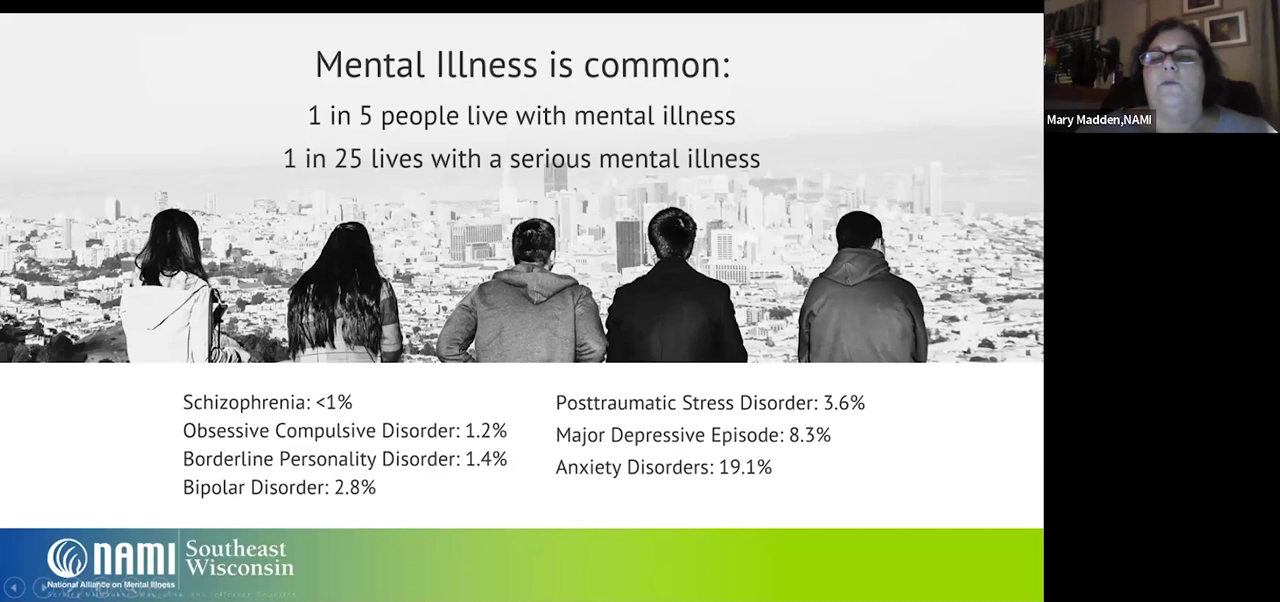 Mental Illness is common:
1 in 5 people live with mental illness
1 in 25 lives with a serious mental illness
Mary Madden,NAMI
Schizophrenia: <1%
Obsessive Compulsive Disorder: 1.2%
Borderline Personality Disorder: 1.4%
Bipolar Disorder: 2.8%
Posttraumatic Stress Disorder: 3.6%
Major Depressive Episode: 8.3%
Anxiety Disorders: 19.1%
NAMI
National Alliance on Mental Illness
Southeast
Wisconsin